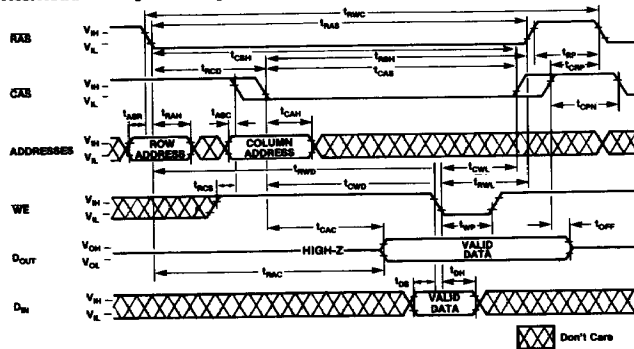 tRWC
RAS VIH VIL tRAS tRP
tCSH tRSH tCRP
tRCD tCAS
CAS VIH VIL tCPN
tASR tRAH tASC tCAH
ADDRESSES VIH VIL ROW ADDRESS COLUMN ADDRESS
tRWD tCWL
tRCS tCWD tRWL
WE VIH VIL
tCAC tWP tOFF
DOUT VOH VOL HIGH-Z VALID DATA
tRAC
tDS tDH
DIN VIH VIL VALID DATA
Don't Care